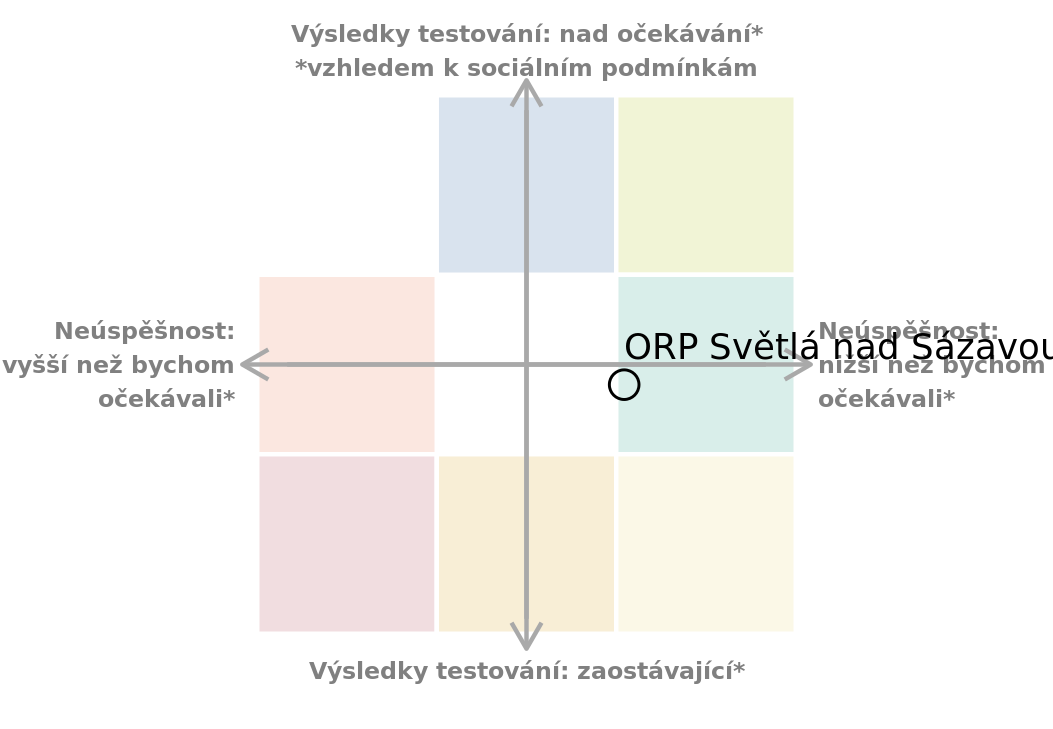 Výsledky testování: nad očekávání*
*vzhledem k sociálním podmínkám
Neúspěšnost:
vyšší než bychom
očekávali*
ORP Světlá nad Sázavou
Neúspěšnost:
nižší než bychom
očekávali*
Výsledky testování: zaostávající*